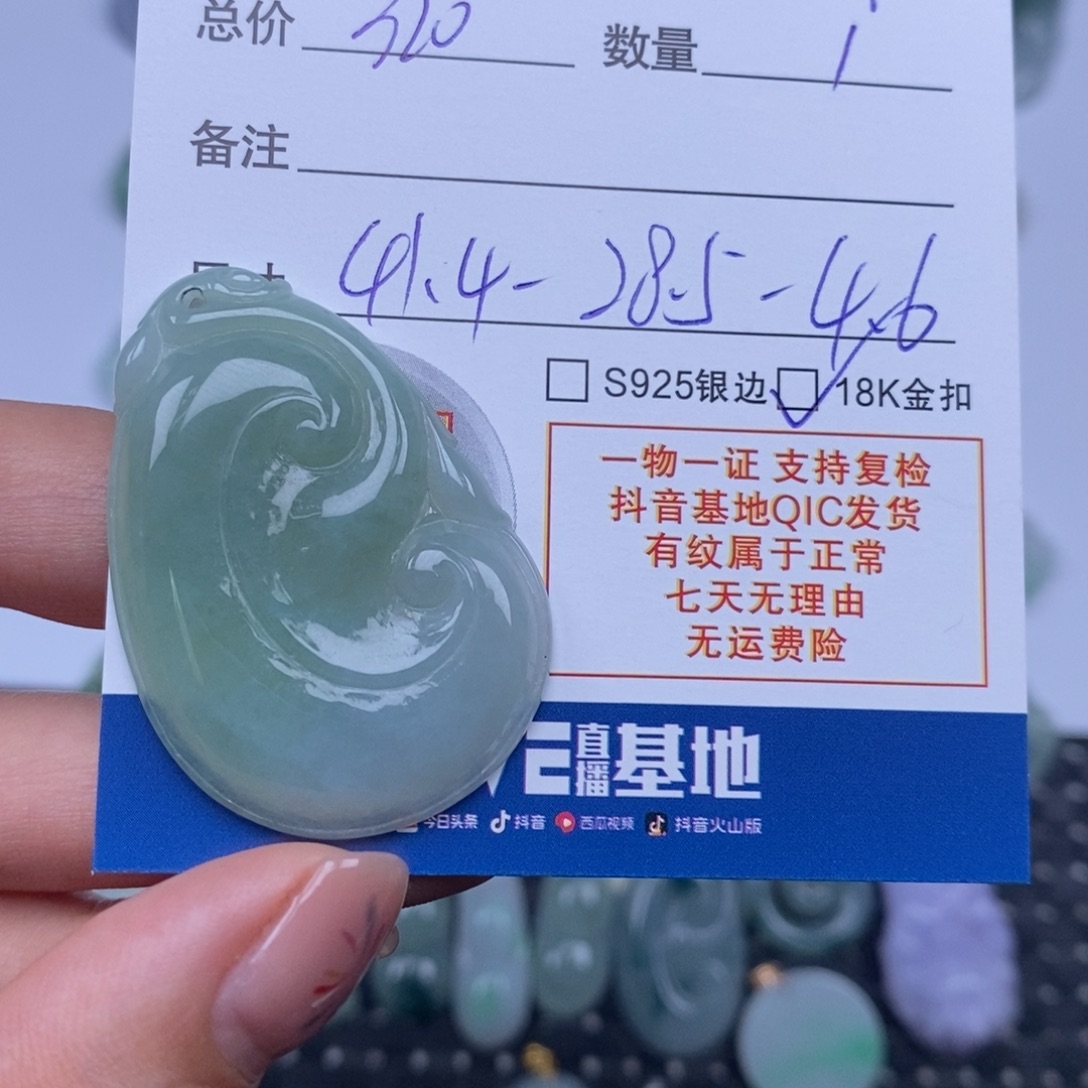 总价 320 数量 1
备注
41.4-28.5-4.6
S925银边 18K金扣
一物一证 支持复检
抖音基地QIC发货
有纹属于正常
七天无理由
无运费险
直播基地
今日头条 抖音 西瓜视频 抖音火山版